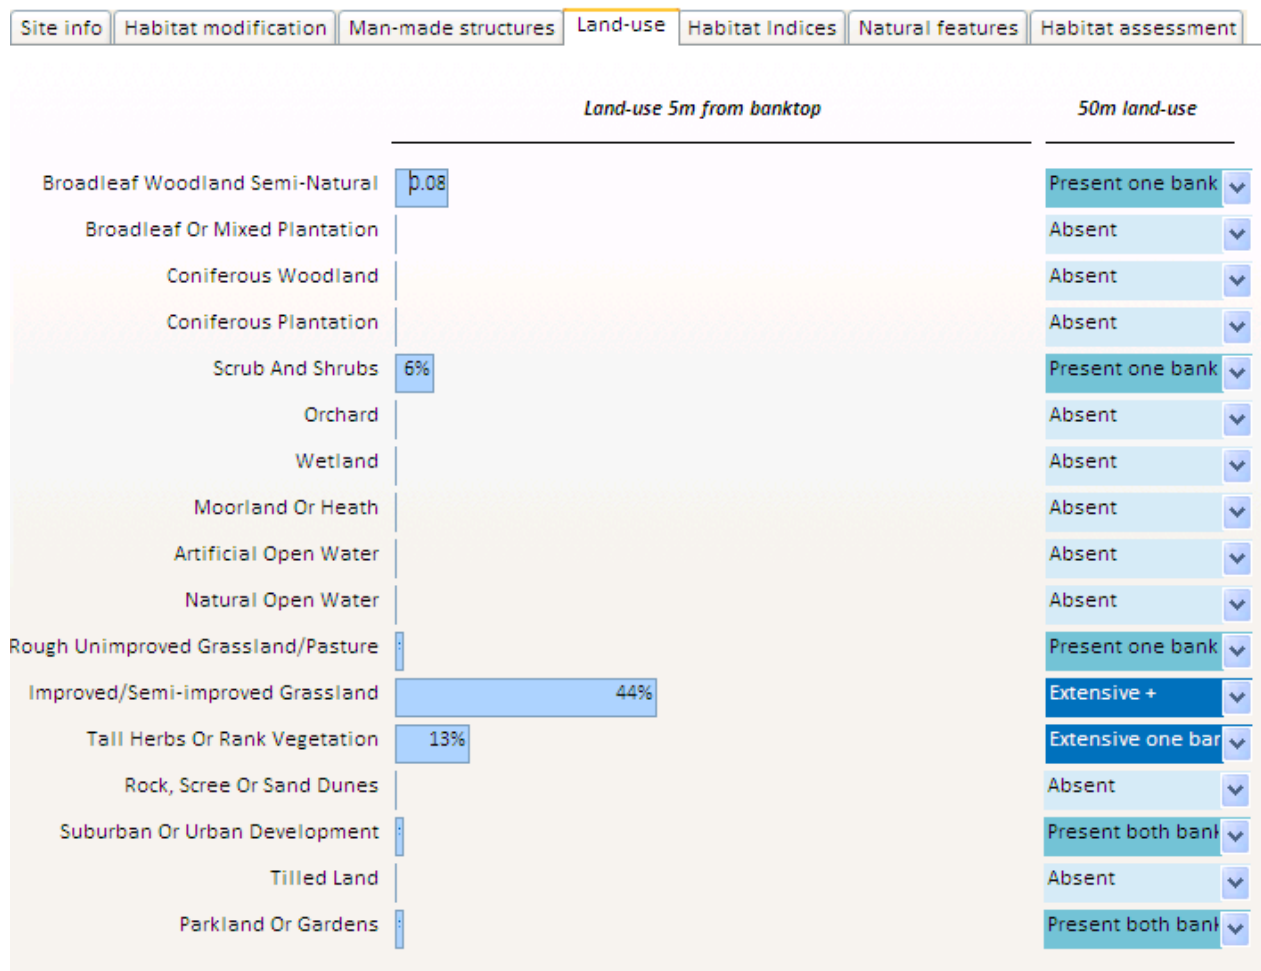 Site info Habitat modification Man-made structures Land-use Habitat Indices Natural features Habitat assessment
Land-use 5m from banktop 50m land-use
Broadleaf Woodland Semi-Natural 0.08 Present one bank
Broadleaf Or Mixed Plantation Absent
Coniferous Woodland Absent
Coniferous Plantation Absent
Scrub And Shrubs 6% Present one bank
Orchard Absent
Wetland Absent
Moorland Or Heath Absent
Artificial Open Water Absent
Natural Open Water Absent
Rough Unimproved Grassland/Pasture Present one bank
Improved/Semi-improved Grassland 44% Extensive +
Tall Herbs Or Rank Vegetation 13% Extensive one bar
Rock, Scree Or Sand Dunes Absent
Suburban Or Urban Development Present both bank
Tilled Land Absent
Parkland Or Gardens Present both bank